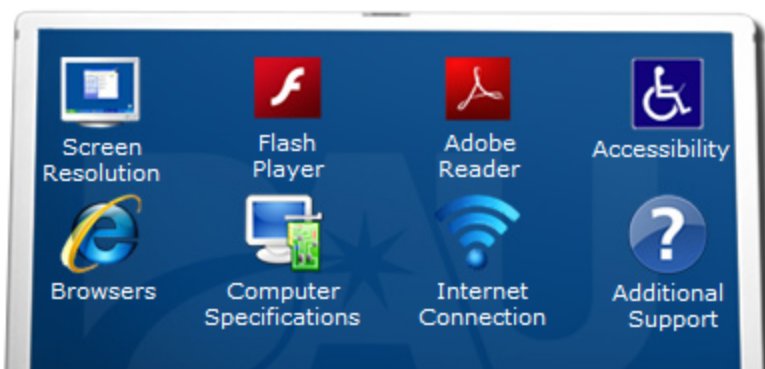 Screen
Resolution
Flash
Player
Adobe
Reader
Accessibility
Browsers
Computer
Specifications
Internet
Connection
?
Additional
Support